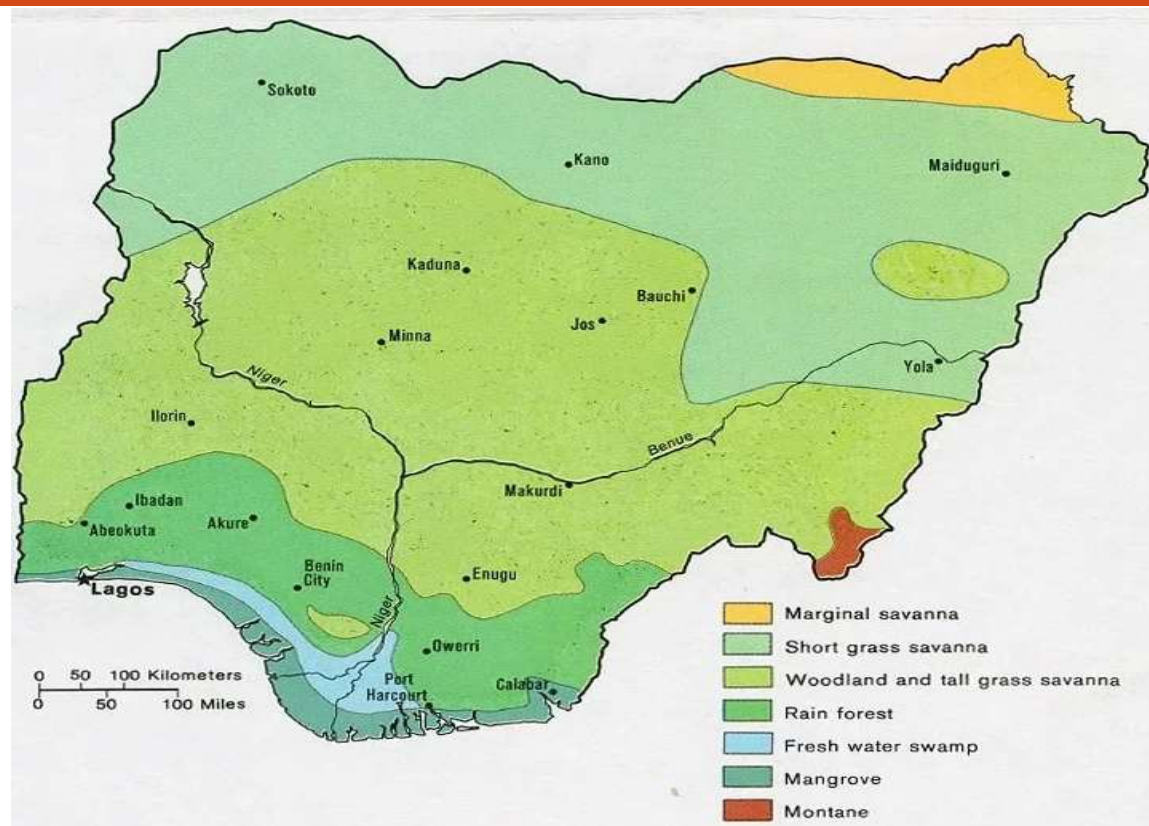 Sokoto
Kano
Maiduguri
Kaduna
Bauchi
Jos
Minna
Yola
Niger
Ilorin
Benue
Makurdi
Ibadan
Abeokuta
Akure
Benin
City
Enugu
Lagos
Niger
Owerri
Port
Harcourt
Calabar
0 50 100 Kilometers
0 50 100 Miles
Marginal savanna
Short grass savanna
Woodland and tall grass savanna
Rain forest
Fresh water swamp
Mangrove
Montane